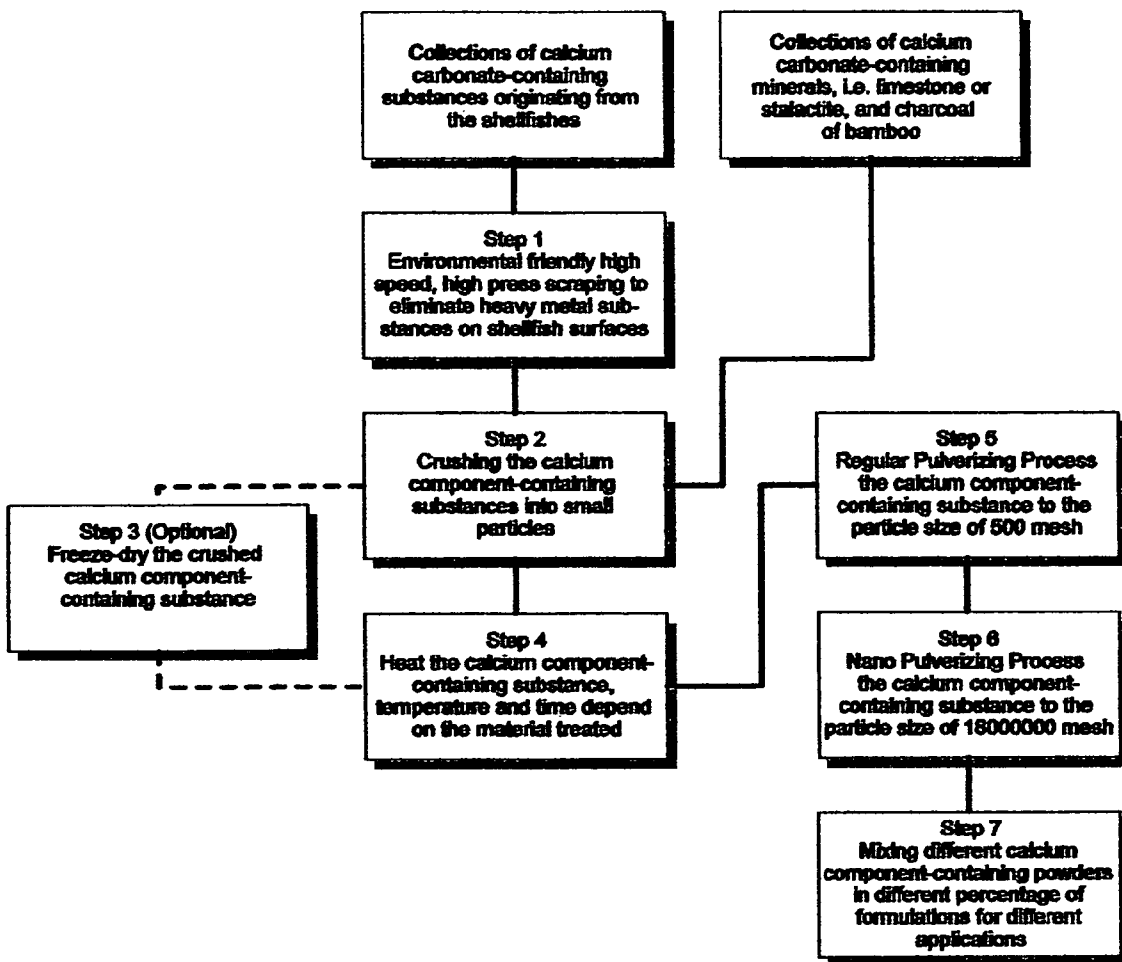 Collections of calcium
carbonate-containing
substances originating from
the shellfishes
Collections of calcium
carbonate-containing
minerals, i.e. limestone or
stalactite, and charcoal
of bamboo
Step 1
Environmental friendly high
speed, high press scraping to
eliminate heavy metal sub-
stances on shellfish surfaces
Step 2
Crushing the calcium
component-containing
substances into small
particles
Step 3 (Optional)
Freeze-dry the crushed
calcium component-
containing substance
Step 4
Heat the calcium component-
containing substance,
temperature and time depend
on the material treated
Step 5
Regular Pulverizing Process
the calcium component-
containing substance to the
particle size of 500 mesh
Step 6
Nano Pulverizing Process
the calcium component-
containing substance to the
particle size of 18000000 mesh
Step 7
Mixing different calcium
component-containing powders
in different percentage of
formulations for different
applications